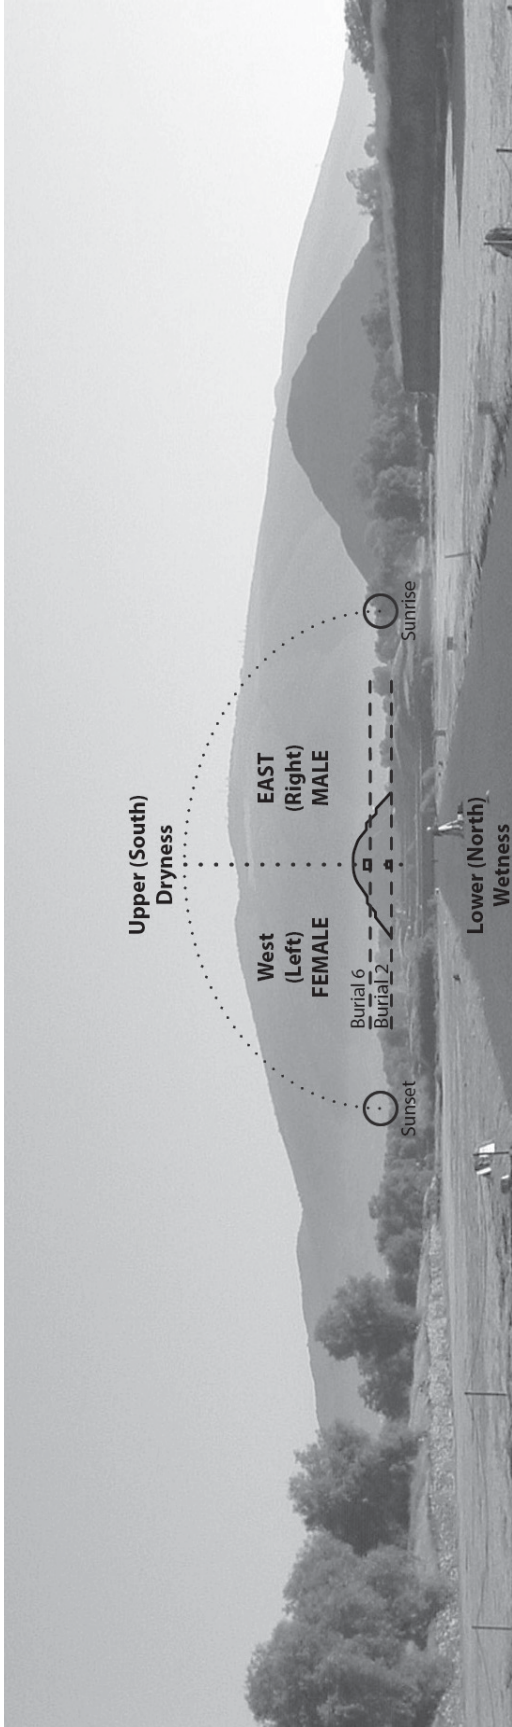 Upper (South)
Dryness
West
(Left)
FEMALE
EAST
(Right)
MALE
Burial 6
Burial 2
Sunset
Sunrise
Lower (North)
Wetness